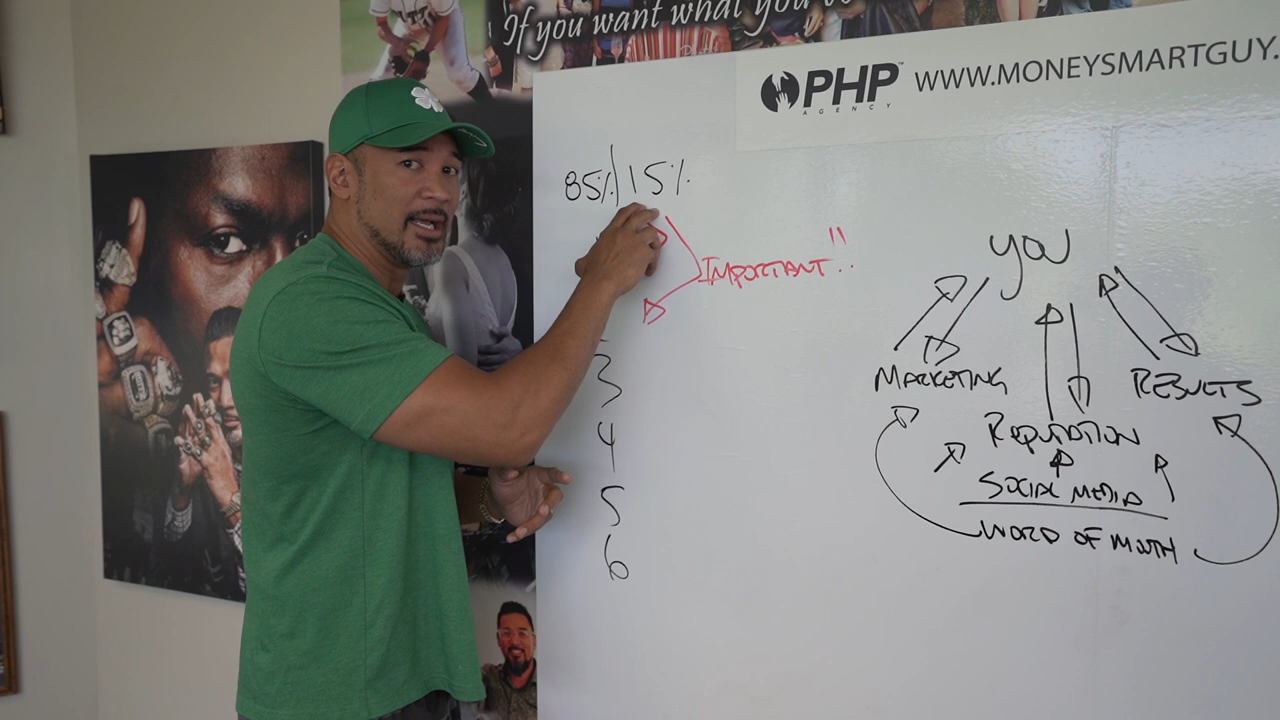 If you want what you
PHP™
AGENCY
WWW.MONEYSMARTGUY.
85% 15%
IMPORTANT
3
4
5
6
you
MARKETING
RESULTS
REPUTATION
SOCIAL MEDIA
WORD OF MOUTH